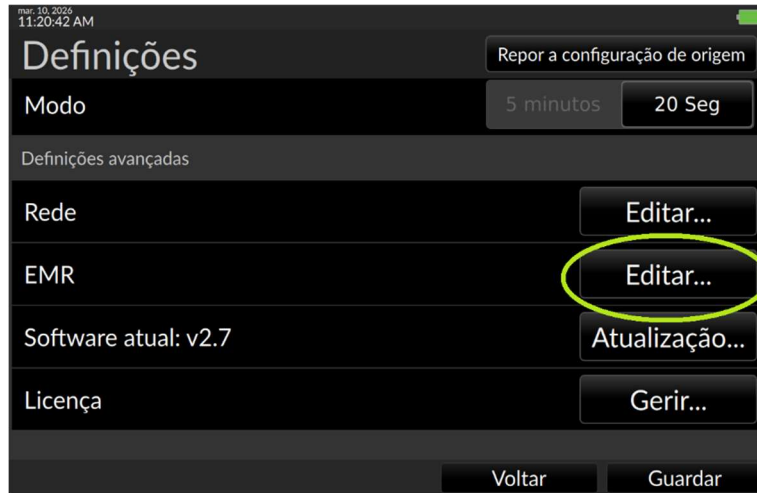 mar. 10, 2026
11:20:42 AM
Definições
Repor a configuração de origem
Modo
5 minutos
20 Seg
Definições avançadas
Rede
Editar...
EMR
Editar...
Software atual: v2.7
Atualização...
Licença
Gerir...
Voltar
Guardar